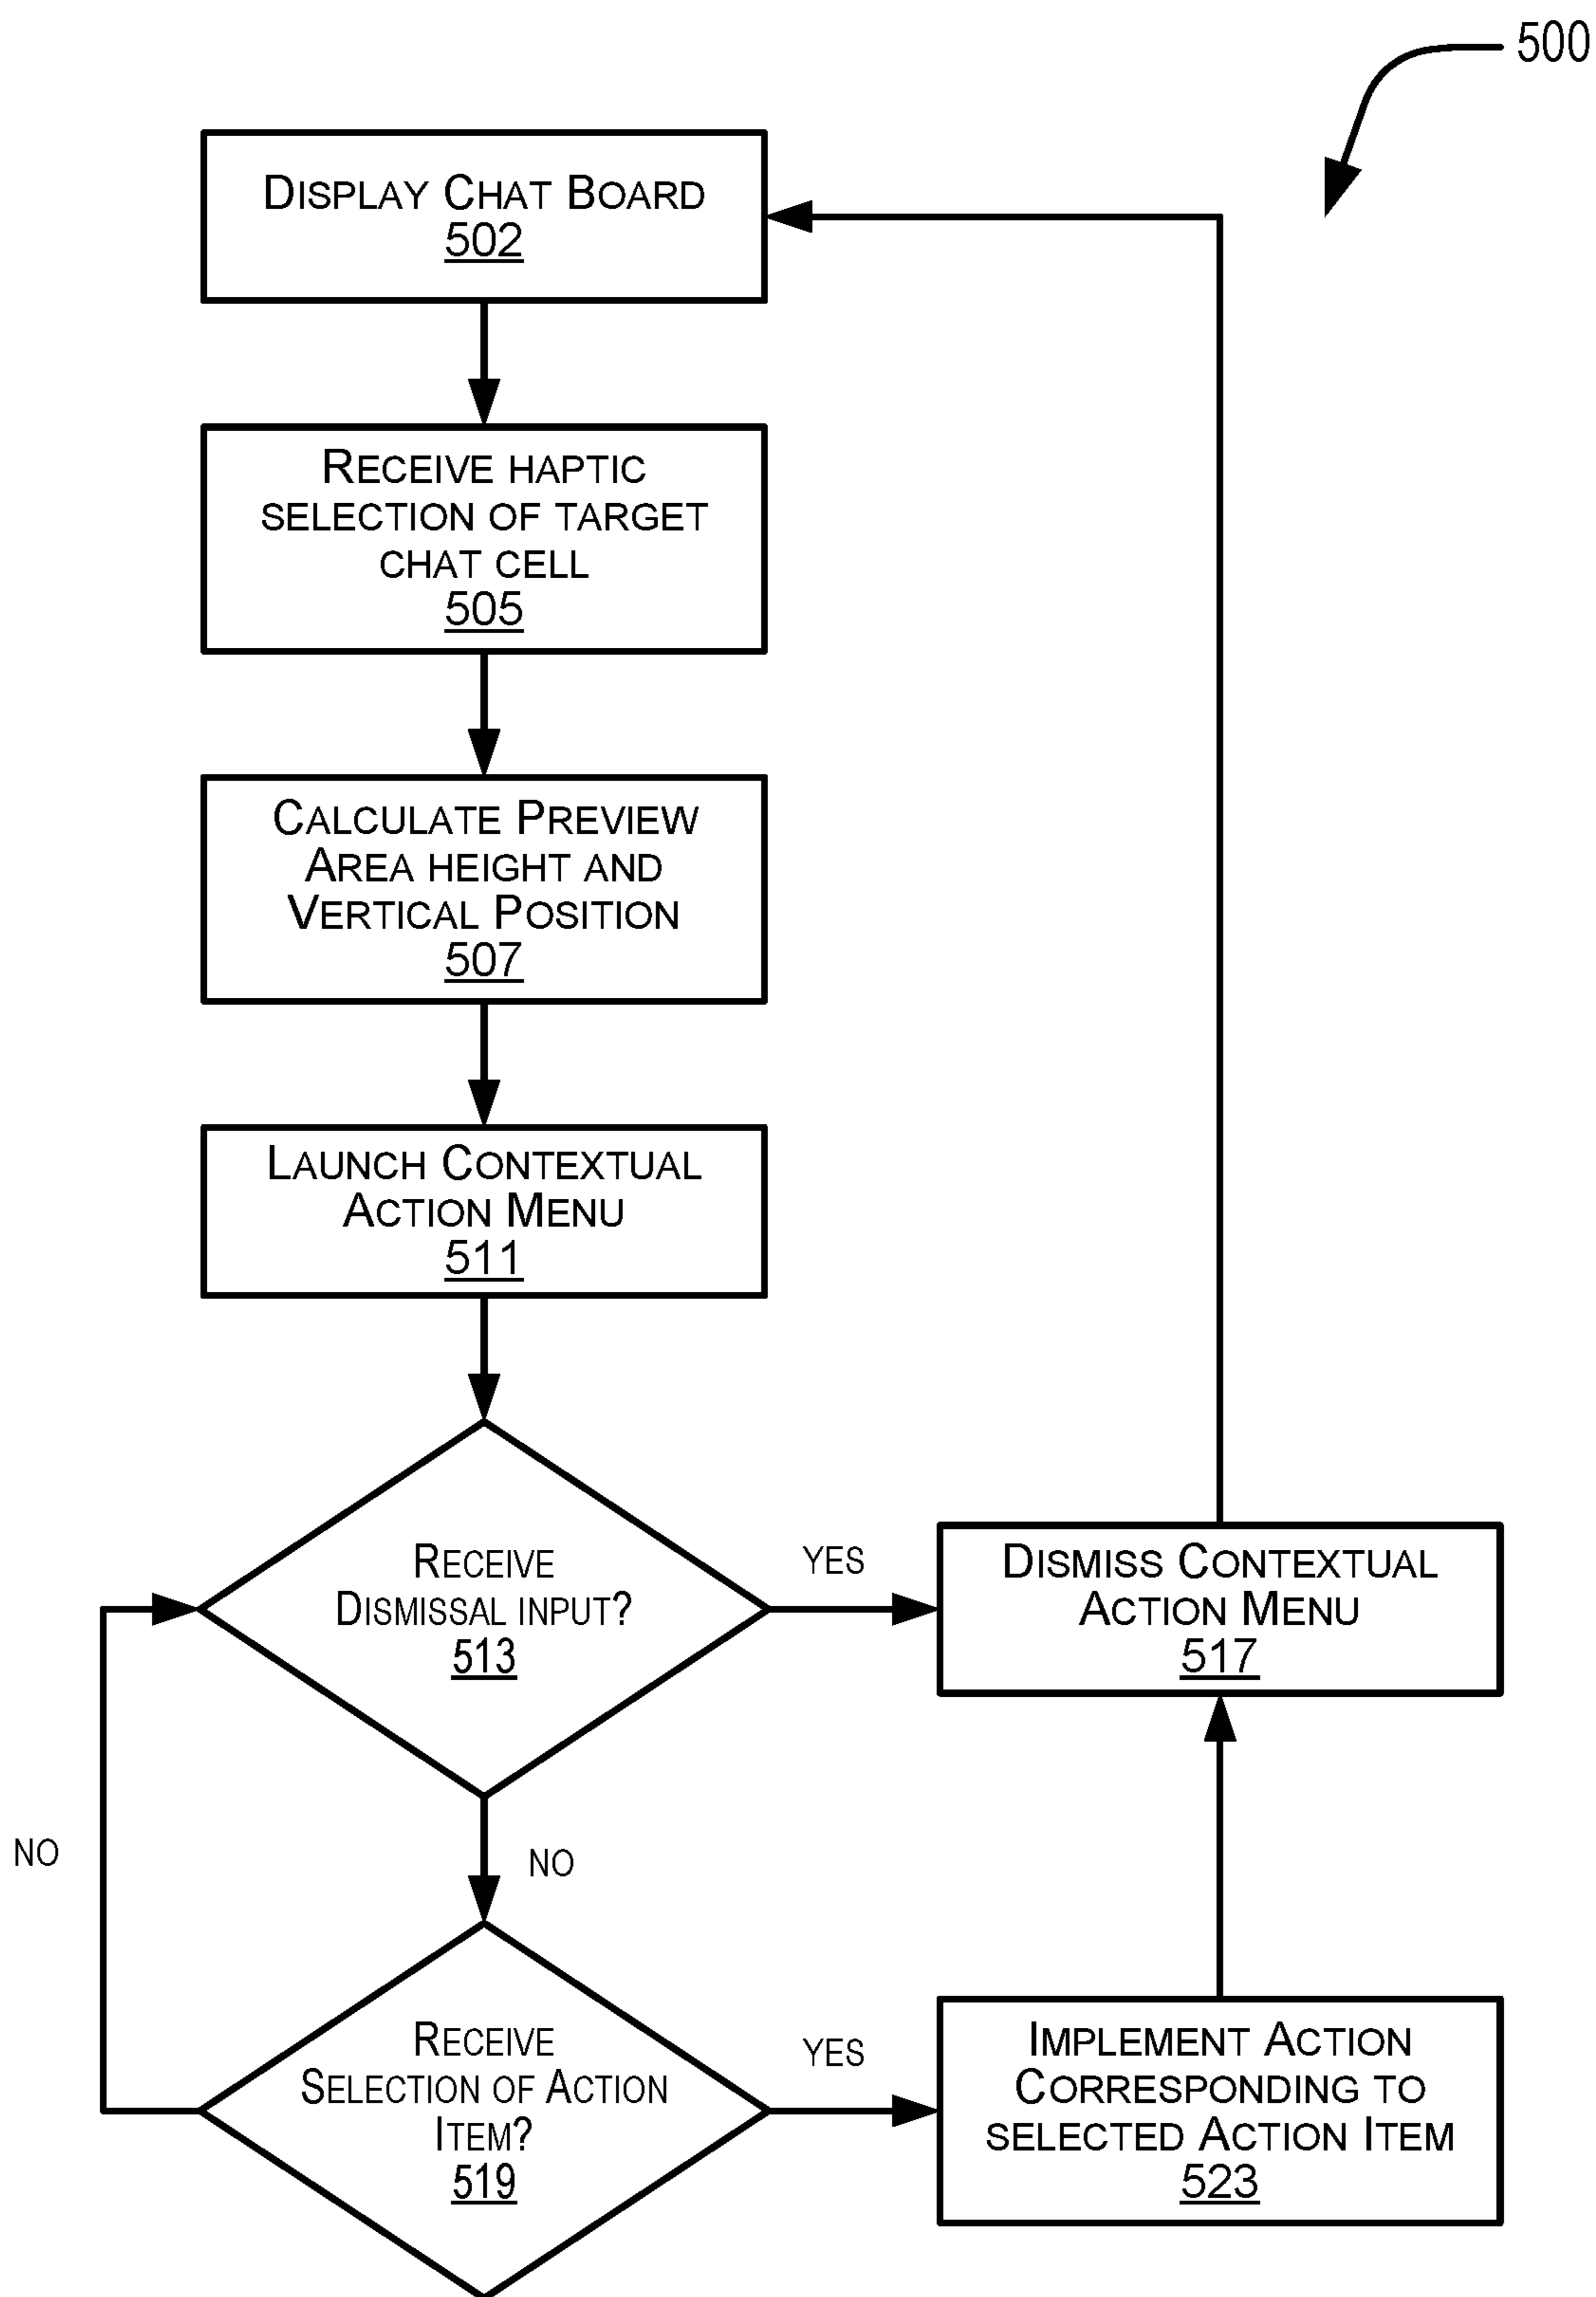 500
Display Chat Board
502
Receive haptic
selection of target
chat cell
505
Calculate Preview
Area height and
Vertical Position
507
Launch Contextual
Action Menu
511
Receive
Dismissal input?
513
YES
Dismiss Contextual
Action Menu
517
NO
NO
Receive
Selection of Action
Item?
519
YES
Implement Action
Corresponding to
selected Action Item
523